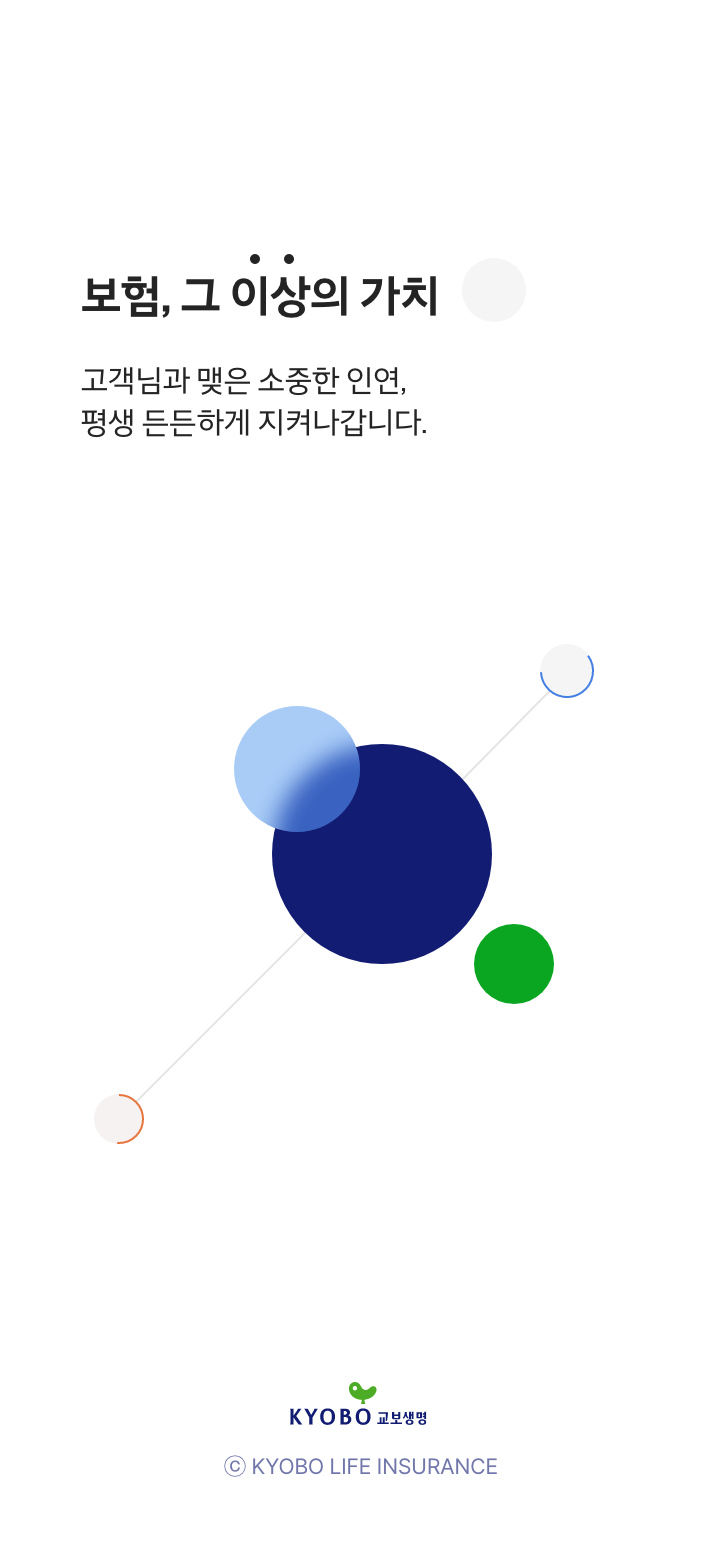 보험, 그 이상의 가치
고객님과 맺은 소중한 인연,
평생 든든하게 지켜나갑니다.
KYOBO 교보생명
ⓒ KYOBO LIFE INSURANCE